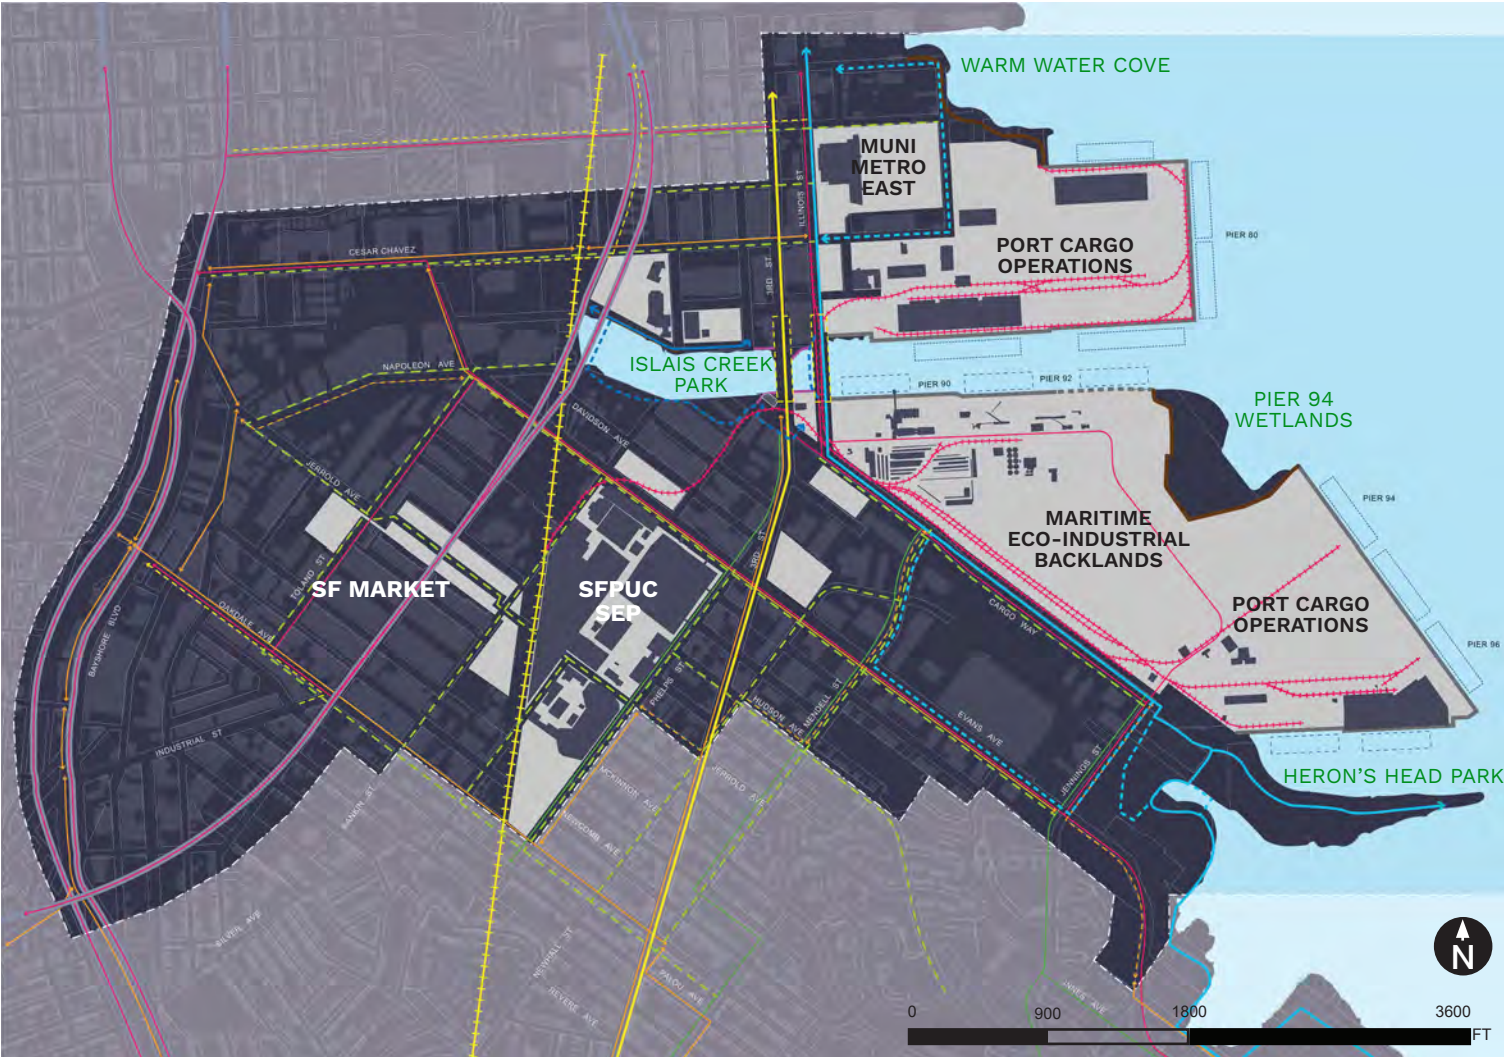 WARM WATER COVE
MUNI
METRO
EAST
ILLINOIS ST
PORT CARGO
OPERATIONS
PIER 80
CESAR CHAVEZ
3RD ST
ISLAIS CREEK
PARK
NAPOLEON AVE
PIER 90
PIER 92
PIER 94
WETLANDS
DAVIDSON AVE
JERROLD AVE
PIER 94
MARITIME
ECO-INDUSTRIAL
BACKLANDS
3RD ST
TOLAND ST
SF MARKET
SFPUC
SEP
CARGO WAY
PORT CARGO
OPERATIONS
OAKDALE AVE
BAYSHORE BLVD
PIER 96
PHELPS ST
HUDSON AVE
MENDELL ST
EVANS AVE
INDUSTRIAL ST
JENNINGS ST
HERON'S HEAD PARK
MCKINNON AVE
JERROLD AVE
RANKIN ST
NEWCOMB AVE
SILVER AVE
NEWHALL ST
PALOU AVE
REVERE AVE
INNES AVE
N
0 900 1800 3600
FT